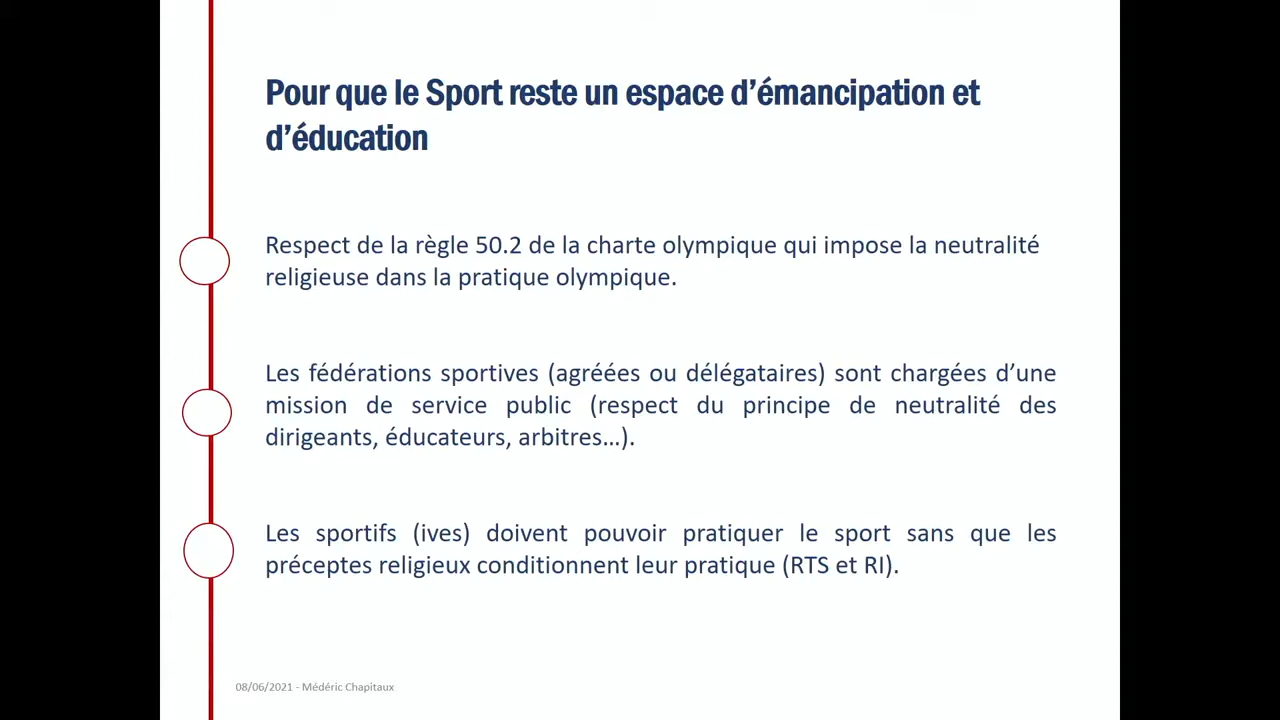 Pour que le Sport reste un espace d’émancipation et
d’éducation
Respect de la règle 50.2 de la charte olympique qui impose la neutralité
religieuse dans la pratique olympique.
Les fédérations sportives (agréées ou délégataires) sont chargées d’une
mission de service public (respect du principe de neutralité des
dirigeants, éducateurs, arbitres…).
Les sportifs (ives) doivent pouvoir pratiquer le sport sans que les
préceptes religieux conditionnent leur pratique (RTS et RI).
08/06/2021 - Médéric Chapitaux